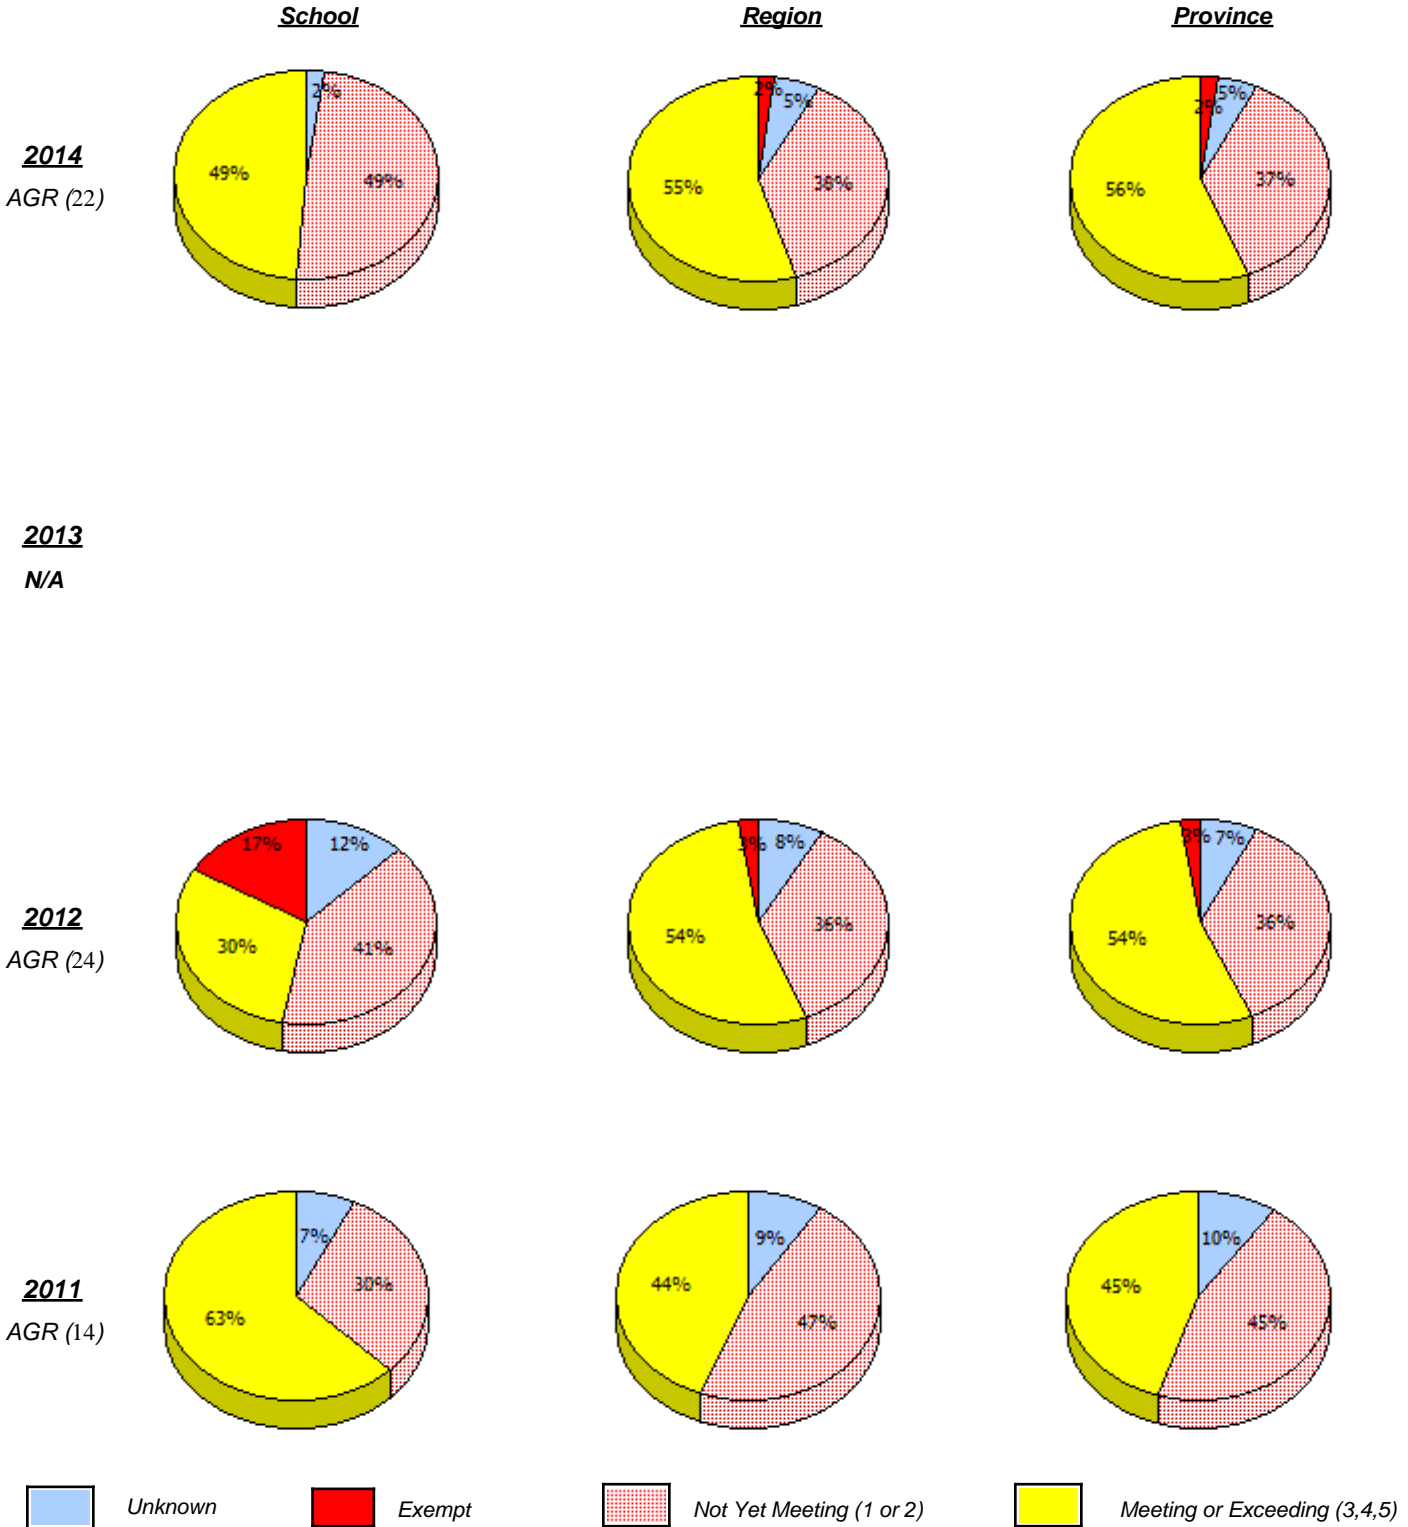 School Region Province
2014
AGR (22)
2% 49% 49%
2% 5% 38% 55%
2% 5% 37% 56%
2013
N/A
2012
AGR (24)
17% 12% 30% 41%
3% 8% 54% 36%
3% 7% 54% 36%
2011
AGR (14)
7% 30% 63%
9% 44% 47%
10% 45% 45%
Unknown Exempt Not Yet Meeting (1 or 2) Meeting or Exceeding (3,4,5)